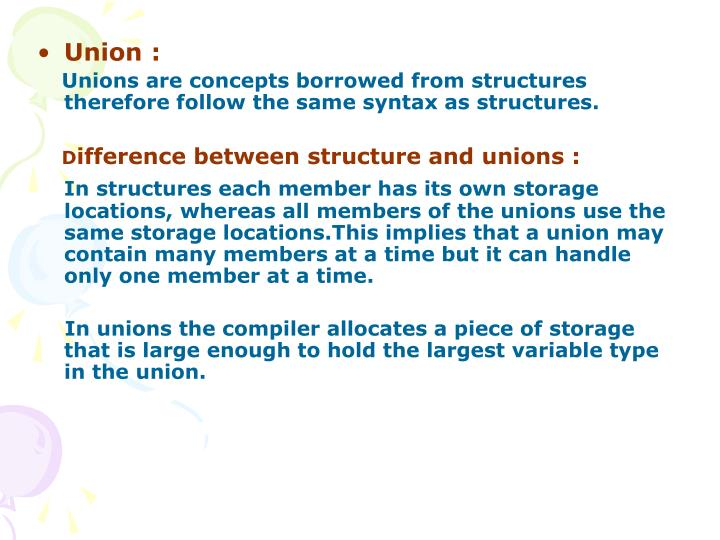 • Union :
Unions are concepts borrowed from structures
therefore follow the same syntax as structures.
Difference between structure and unions :
In structures each member has its own storage
locations, whereas all members of the unions use the
same storage locations.This implies that a union may
contain many members at a time but it can handle
only one member at a time.
In unions the compiler allocates a piece of storage
that is large enough to hold the largest variable type
in the union.